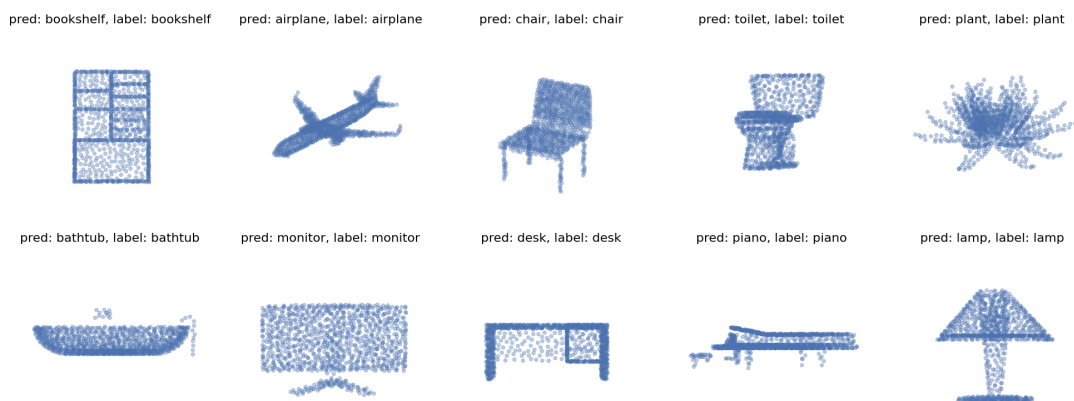 pred: bookshelf, label: bookshelf
pred: airplane, label: airplane
pred: chair, label: chair
pred: toilet, label: toilet
pred: plant, label: plant
pred: bathtub, label: bathtub
pred: monitor, label: monitor
pred: desk, label: desk
pred: piano, label: piano
pred: lamp, label: lamp